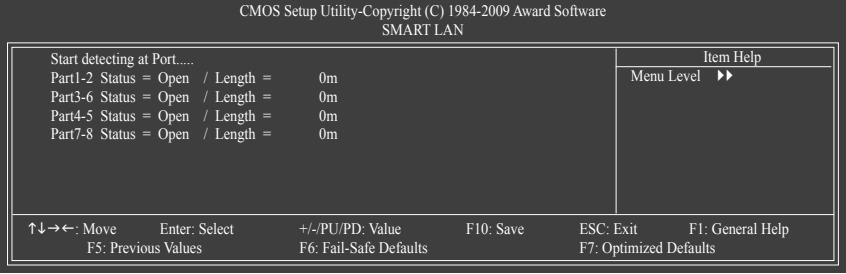 CMOS Setup Utility-Copyright (C) 1984-2009 Award Software
SMART LAN
Start detecting at Port.....
Part1-2 Status = Open / Length = 0m
Part3-6 Status = Open / Length = 0m
Part4-5 Status = Open / Length = 0m
Part7-8 Status = Open / Length = 0m
Item Help
Menu Level ▶▶
↑↓→←: Move Enter: Select +/-/PU/PD: Value F10: Save ESC: Exit F1: General Help
F5: Previous Values F6: Fail-Safe Defaults F7: Optimized Defaults